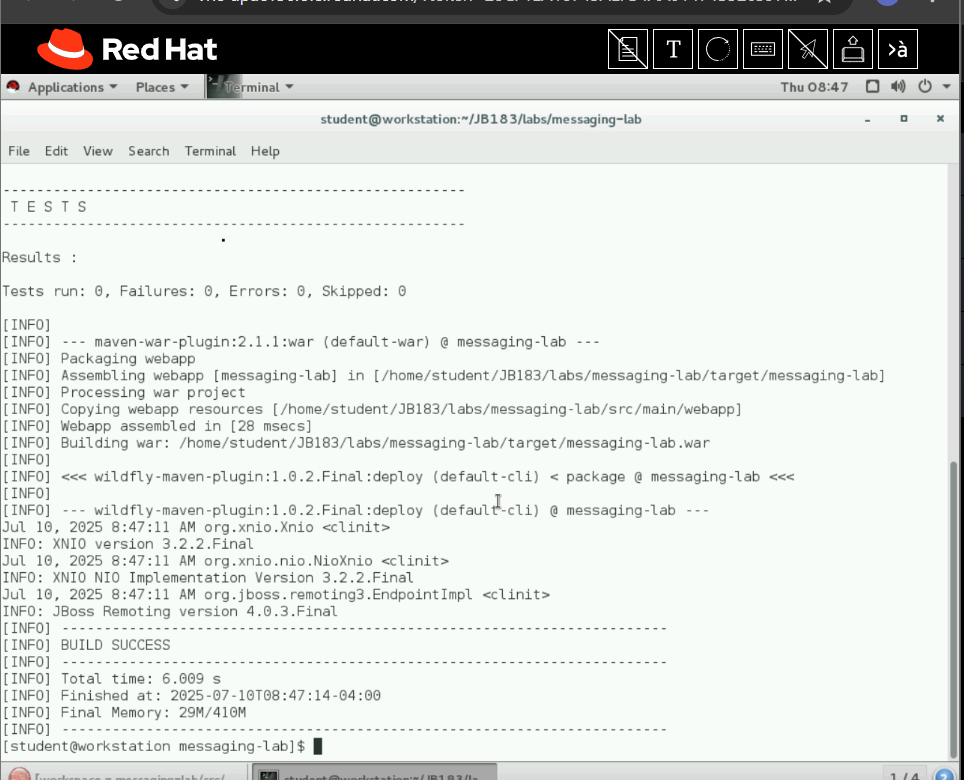 Red Hat
T
>à
Applications Places Terminal Thu 08:47
student@workstation:~/JB183/labs/messaging-lab
File Edit View Search Terminal Help
-------------------------------------------------------
T E S T S
-------------------------------------------------------
Results :
Tests run: 0, Failures: 0, Errors: 0, Skipped: 0
[INFO]
[INFO] --- maven-war-plugin:2.1.1:war (default-war) @ messaging-lab ---
[INFO] Packaging webapp
[INFO] Assembling webapp [messaging-lab] in [/home/student/JB183/labs/messaging-lab/target/messaging-lab]
[INFO] Processing war project
[INFO] Copying webapp resources [/home/student/JB183/labs/messaging-lab/src/main/webapp]
[INFO] Webapp assembled in [28 msecs]
[INFO] Building war: /home/student/JB183/labs/messaging-lab/target/messaging-lab.war
[INFO]
[INFO] <<< wildfly-maven-plugin:1.0.2.Final:deploy (default-cli) < package @ messaging-lab <<<
[INFO]
[INFO] --- wildfly-maven-plugin:1.0.2.Final:deploy (default-cli) @ messaging-lab ---
Jul 10, 2025 8:47:11 AM org.xnio.Xnio <clinit>
INFO: XNIO version 3.2.2.Final
Jul 10, 2025 8:47:11 AM org.xnio.nio.NioXnio <clinit>
INFO: XNIO NIO Implementation Version 3.2.2.Final
Jul 10, 2025 8:47:11 AM org.jboss.remoting3.EndpointImpl <clinit>
INFO: JBoss Remoting version 4.0.3.Final
[INFO] ------------------------------------------------------------------------
[INFO] BUILD SUCCESS
[INFO] ------------------------------------------------------------------------
[INFO] Total time: 6.009 s
[INFO] Finished at: 2025-07-10T08:47:14-04:00
[INFO] Final Memory: 29M/410M
[INFO] ------------------------------------------------------------------------
[student@workstation messaging-lab]$
student@workstation:~/JB183/la... 1 / 4